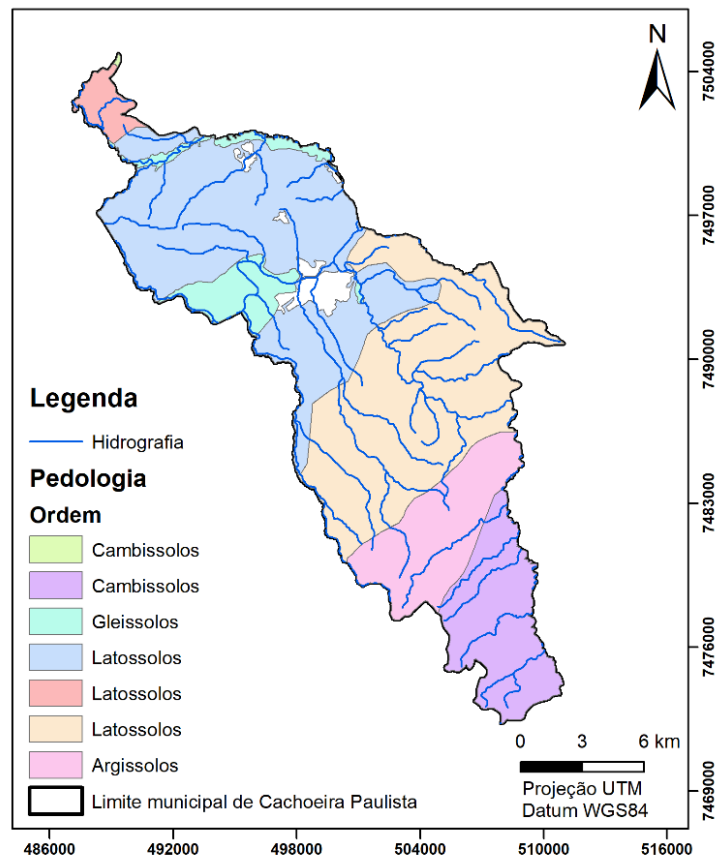 N
7504000
7497000
7490000
7483000
7476000
7469000
Legenda
Hidrografia
Pedologia
Ordem
Cambissolos
Cambissolos
Gleissolos
Latossolos
Latossolos
Latossolos
Argissolos
Limite municipal de Cachoeira Paulista
0 3 6 km
Projeção UTM
Datum WGS84
486000 492000 498000 504000 510000 516000